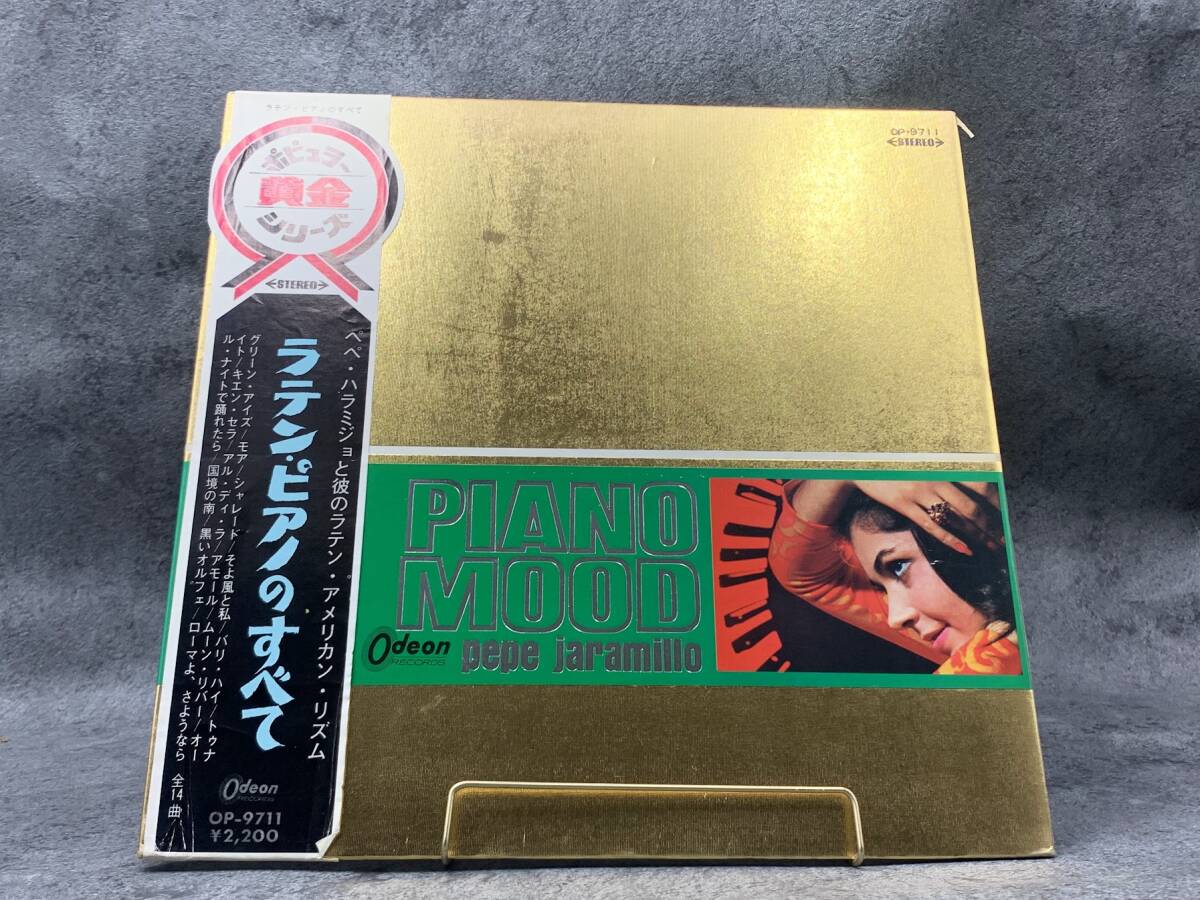 ラテン・ピアノのすべて
ポピュラー
黄金
シリーズ
STEREO
ペペ・ハラミジョと彼のラテン・アメリカン・リズム
ラテン・ピアノのすべて
グリーン・アイズ/モア/シャレード/そよ風と私/バリ・ハイ/トゥナ
イト/キエン・セラ/アル・ディ・ラ/アモール/ムーン・リバー/オー
ル・ナイトで踊れたら/国境の南/黒いオルフェ/ローマよ、さようなら
全14曲
Odeon
RECORDS
OP-9711
¥2,200
OP・9711
STEREO
PIANO
MOOD
Odeon
RECORDS
pepe jaramillo